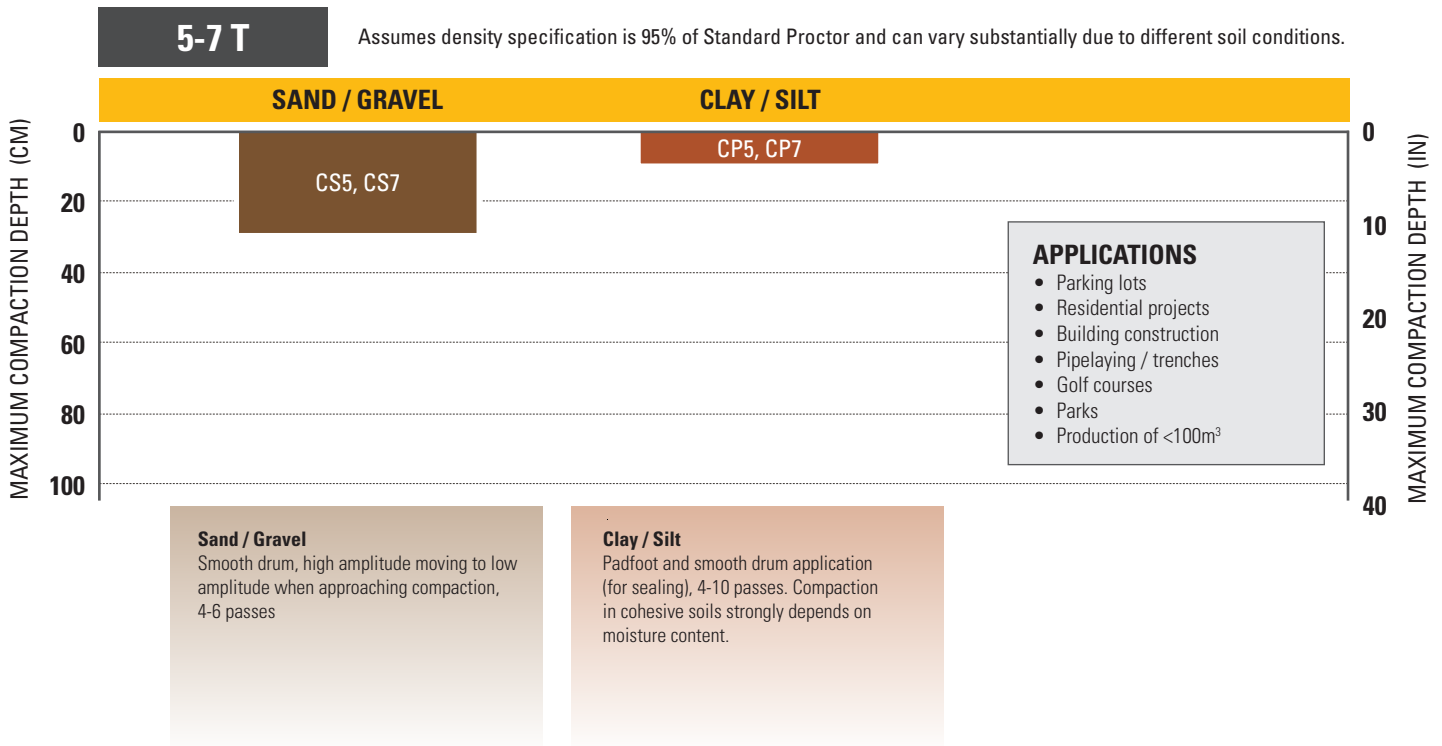 5-7 T
Assumes density specification is 95% of Standard Proctor and can vary substantially due to different soil conditions.
SAND / GRAVEL
CLAY / SILT
MAXIMUM COMPACTION DEPTH (CM)
0
20
40
60
80
100
CS5, CS7
CP5, CP7
APPLICATIONS
• Parking lots
• Residential projects
• Building construction
• Pipelaying / trenches
• Golf courses
• Parks
• Production of <100m³
0
10
20
30
40
MAXIMUM COMPACTION DEPTH (IN)
Sand / Gravel
Smooth drum, high amplitude moving to low
amplitude when approaching compaction,
4-6 passes
Clay / Silt
Padfoot and smooth drum application
(for sealing), 4-10 passes. Compaction
in cohesive soils strongly depends on
moisture content.